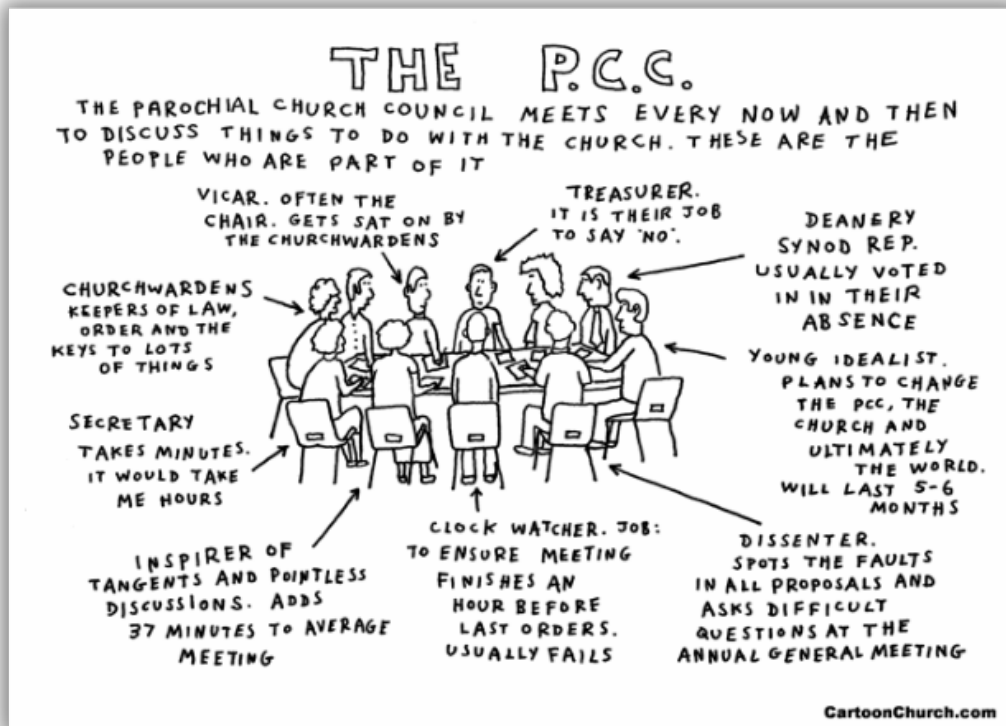 THE P.C.C.
THE PAROCHIAL CHURCH COUNCIL MEETS EVERY NOW AND THEN
TO DISCUSS THINGS TO DO WITH THE CHURCH. THESE ARE THE
PEOPLE WHO ARE PART OF IT
VICAR. OFTEN THE
CHAIR. GETS SAT ON BY
THE CHURCHWARDENS
TREASURER.
IT IS THEIR JOB
TO SAY 'NO'.
DEANERY
SYNOD REP.
USUALLY VOTED
IN IN THEIR
ABSENCE
CHURCHWARDENS
KEEPERS OF LAW,
ORDER AND THE
KEYS TO LOTS
OF THINGS
YOUNG IDEALIST.
PLANS TO CHANGE
THE PCC, THE
CHURCH AND
ULTIMATELY
THE WORLD.
WILL LAST 5-6
MONTHS
SECRETARY
TAKES MINUTES.
IT WOULD TAKE
ME HOURS
INSPIRER OF
TANGENTS AND POINTLESS
DISCUSSIONS. ADDS
37 MINUTES TO AVERAGE
MEETING
CLOCK WATCHER. JOB:
TO ENSURE MEETING
FINISHES AN
HOUR BEFORE
LAST ORDERS.
USUALLY FAILS
DISSENTER.
SPOTS THE FAULTS
IN ALL PROPOSALS AND
ASKS DIFFICULT
QUESTIONS AT THE
ANNUAL GENERAL MEETING
CartoonChurch.com